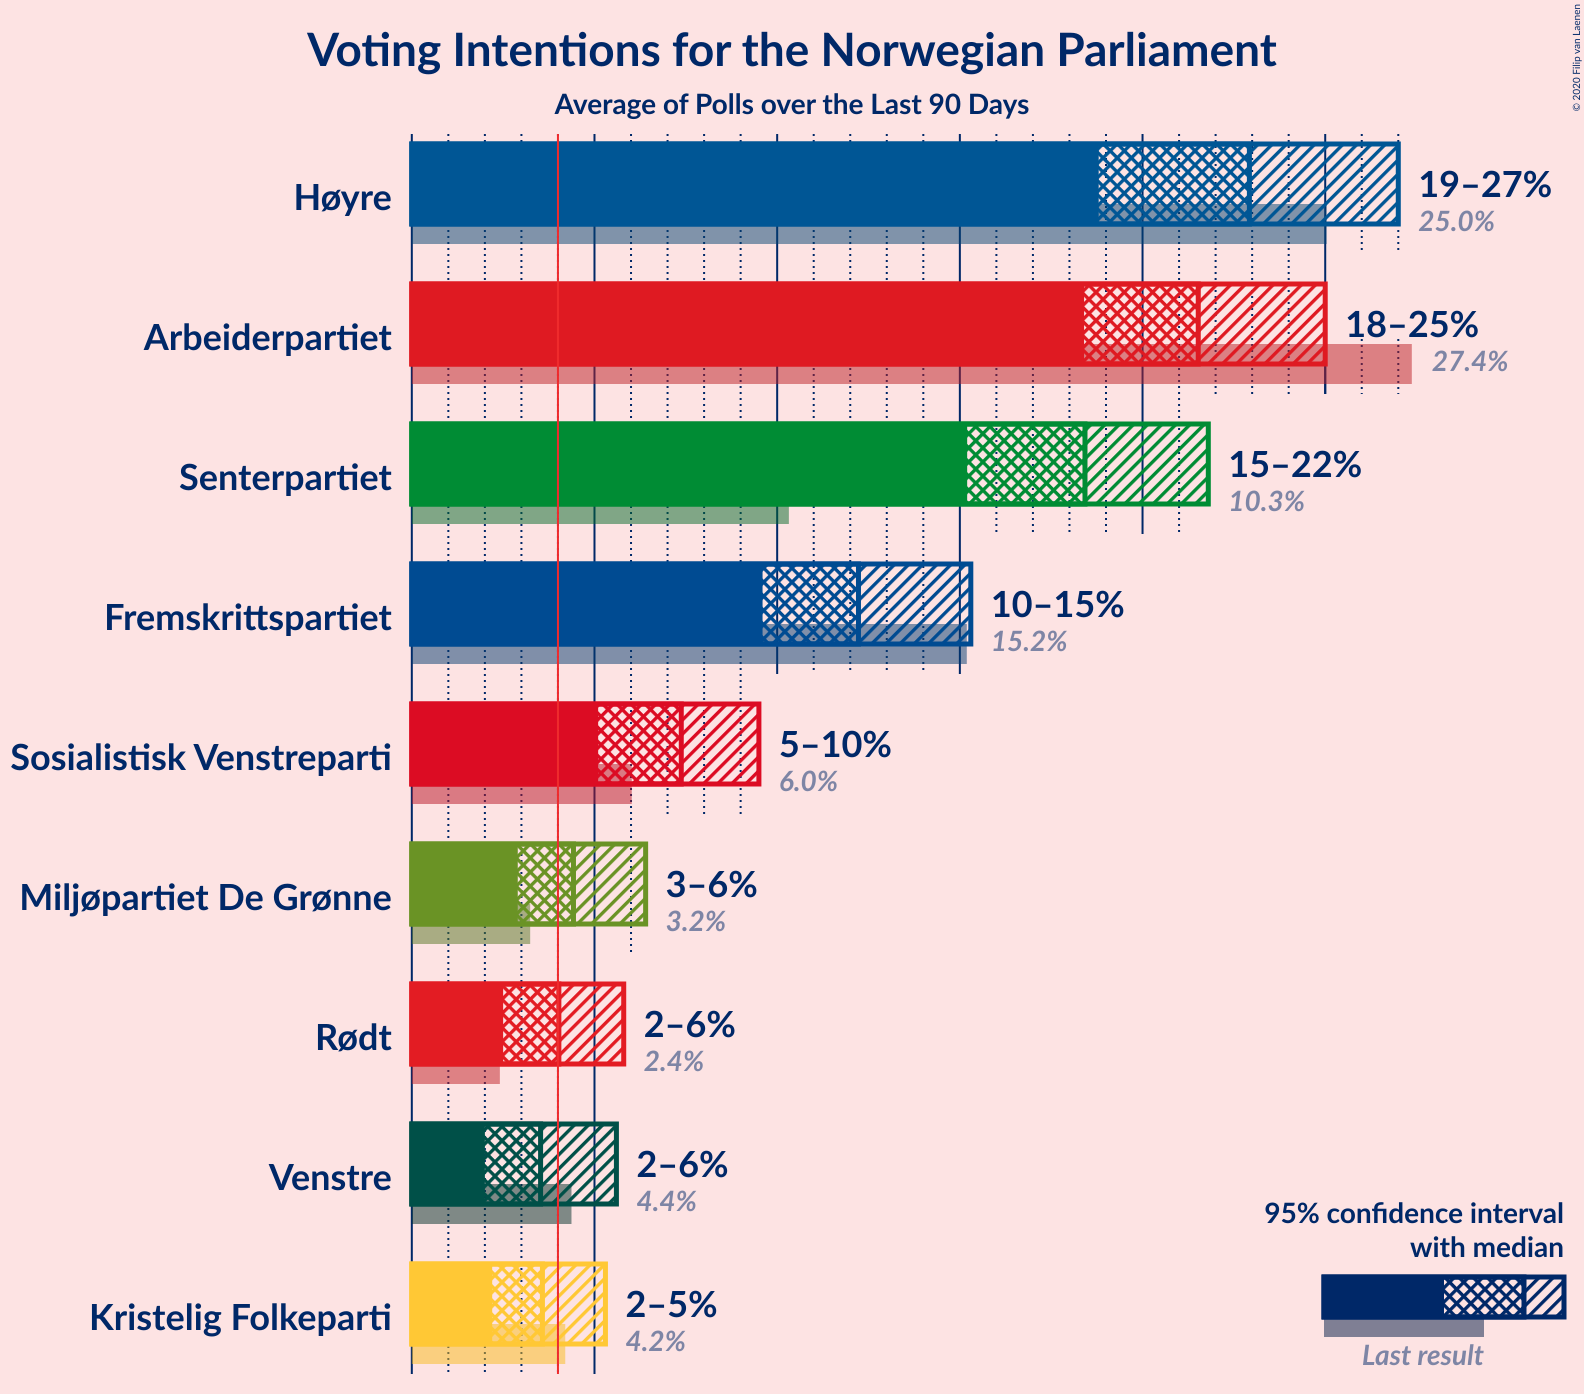 Voting Intentions for the Norwegian Parliament
Average of Polls over the Last 90 Days
© 2020 Filip van Laenen
Høyre
19–27%
25.0%
Arbeiderpartiet
18–25%
27.4%
Senterpartiet
15–22%
10.3%
Fremskrittspartiet
10–15%
15.2%
Sosialistisk Venstreparti
5–10%
6.0%
Miljøpartiet De Grønne
3–6%
3.2%
Rødt
2–6%
2.4%
Venstre
2–6%
4.4%
Kristelig Folkeparti
2–5%
4.2%
95% confidence interval
with median
Last result